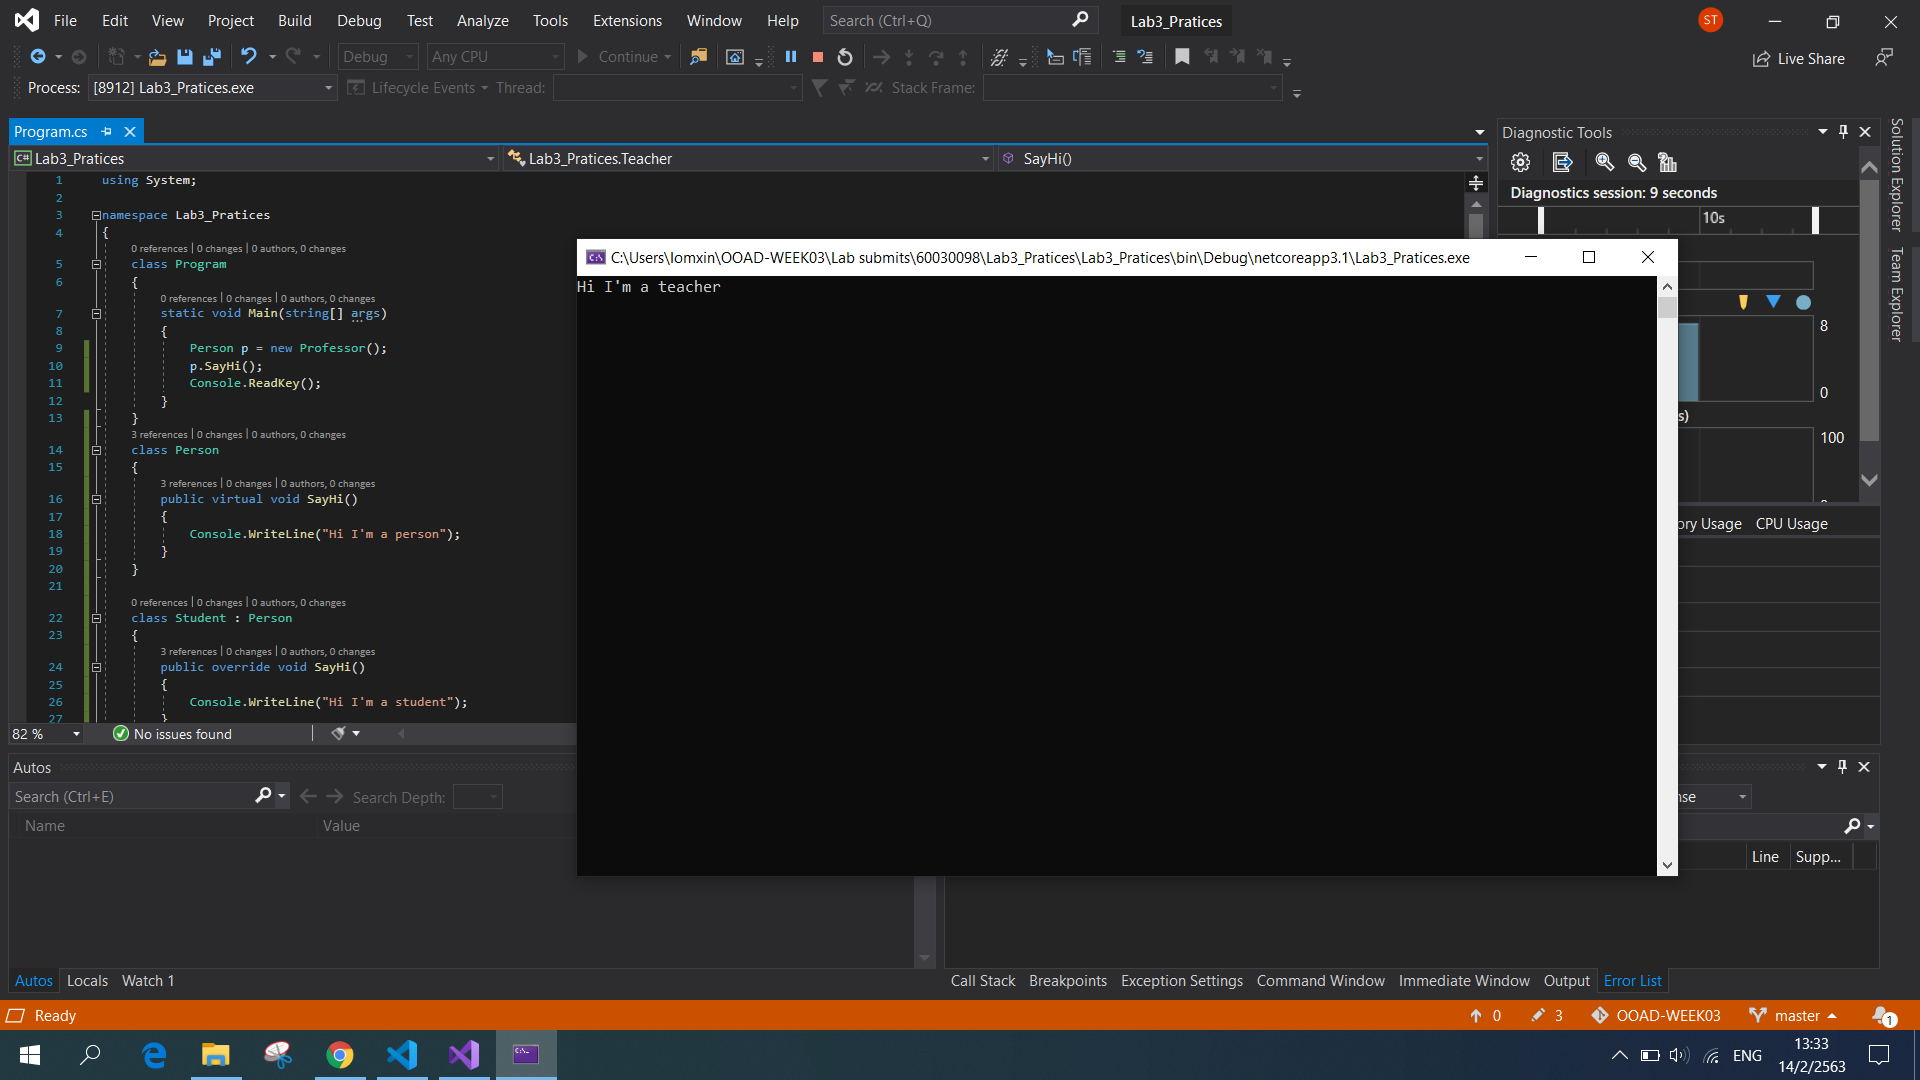 File Edit View Project Build Debug Test Analyze Tools Extensions Window Help Search (Ctrl+Q) Lab3_Pratices ST
Debug Any CPU Continue Live Share
Process: [8912] Lab3_Pratices.exe Lifecycle Events Thread: Stack Frame:
Program.cs
C# Lab3_Pratices Lab3_Pratices.Teacher SayHi()
1 using System;
2
3 namespace Lab3_Pratices
4 {
0 references | 0 changes | 0 authors, 0 changes
5 class Program
6 {
0 references | 0 changes | 0 authors, 0 changes
7 static void Main(string[] args)
8 {
9 Person p = new Professor();
10 p.SayHi();
11 Console.ReadKey();
12 }
13 }
3 references | 0 changes | 0 authors, 0 changes
14 class Person
15 {
3 references | 0 changes | 0 authors, 0 changes
16 public virtual void SayHi()
17 {
18 Console.WriteLine("Hi I'm a person");
19 }
20 }
21
0 references | 0 changes | 0 authors, 0 changes
22 class Student : Person
23 {
3 references | 0 changes | 0 authors, 0 changes
24 public override void SayHi()
25 {
26 Console.WriteLine("Hi I'm a student");
27 }
82 % No issues found
C:\Users\lomxin\OOAD-WEEK03\Lab submits\60030098\Lab3_Pratices\Lab3_Pratices\bin\Debug\netcoreapp3.1\Lab3_Pratices.exe
Hi I'm a teacher
Diagnostic Tools
Diagnostics session: 9 seconds
10s
8
0
s)
100
ory Usage CPU Usage
Solution Explorer
Team Explorer
Autos
Search (Ctrl+E) Search Depth:
Name Value
nse
Line Supp...
Autos Locals Watch 1
Call Stack Breakpoints Exception Settings Command Window Immediate Window Output Error List
Ready 0 3 OOAD-WEEK03 master 1
ENG 13:33
14/2/2563